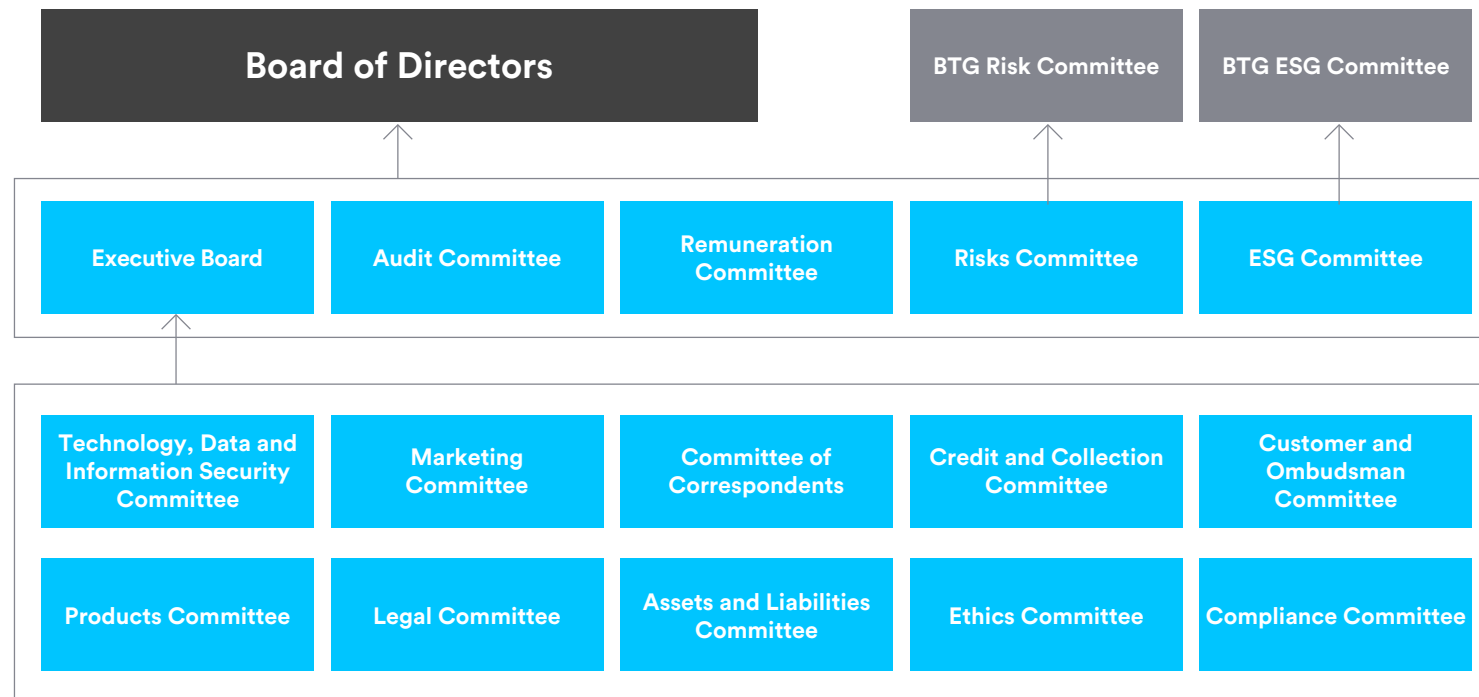 Board of Directors
BTG Risk Committee
BTG ESG Committee
Executive Board
Audit Committee
Remuneration
Committee
Risks Committee
ESG Committee
Technology, Data and
Information Security
Committee
Marketing
Committee
Committee of
Correspondents
Credit and Collection
Committee
Customer and
Ombudsman
Committee
Products Committee
Legal Committee
Assets and Liabilities
Committee
Ethics Committee
Compliance Committee